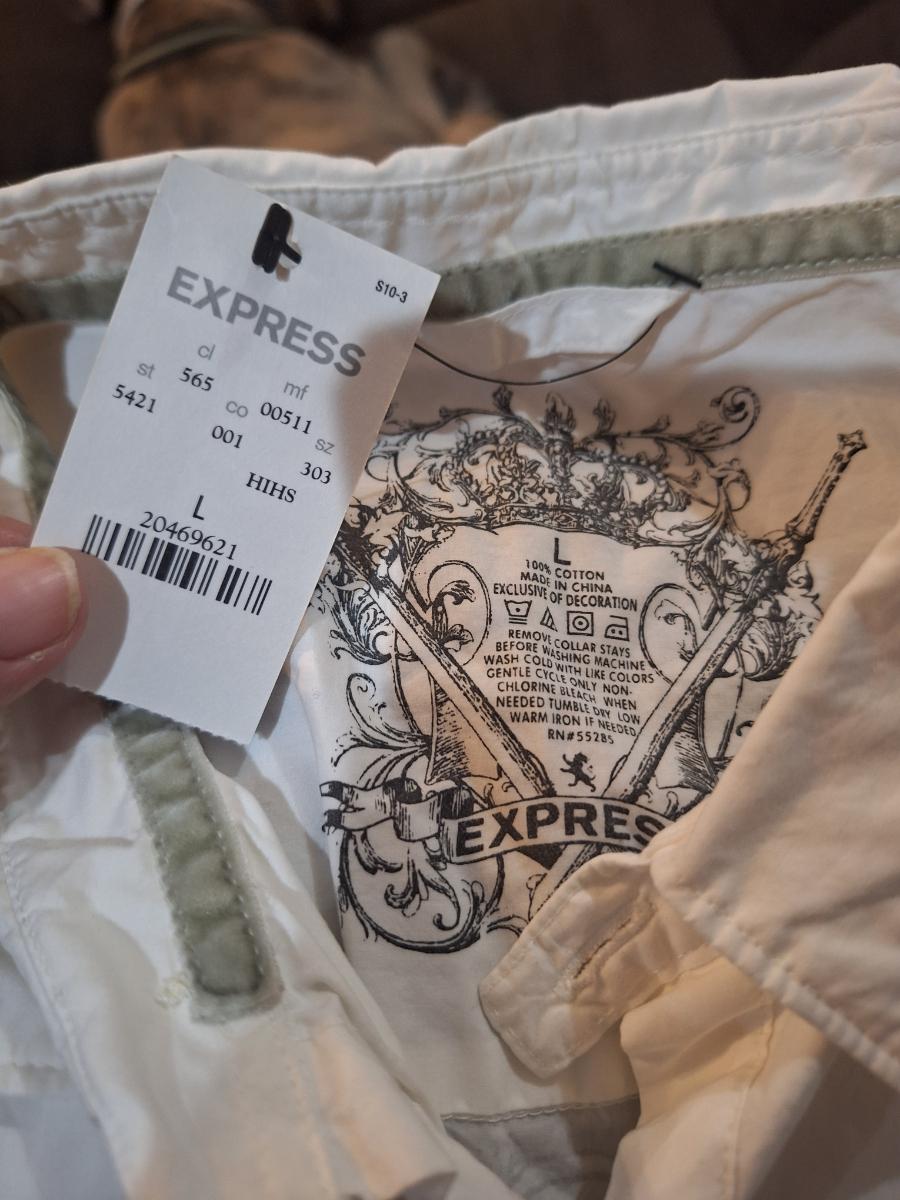 S10-3
EXPRESS
cl
st 565 mf
5421 co 00511
001 sz
303
HIHS
L
20469621
L
100% COTTON
MADE IN CHINA
EXCLUSIVE OF DECORATION
REMOVE COLLAR STAYS
BEFORE WASHING MACHINE
WASH COLD WITH LIKE COLORS
GENTLE CYCLE ONLY NON-
CHLORINE BLEACH WHEN
NEEDED TUMBLE DRY LOW
WARM IRON IF NEEDED
RN#55285
EXPRES